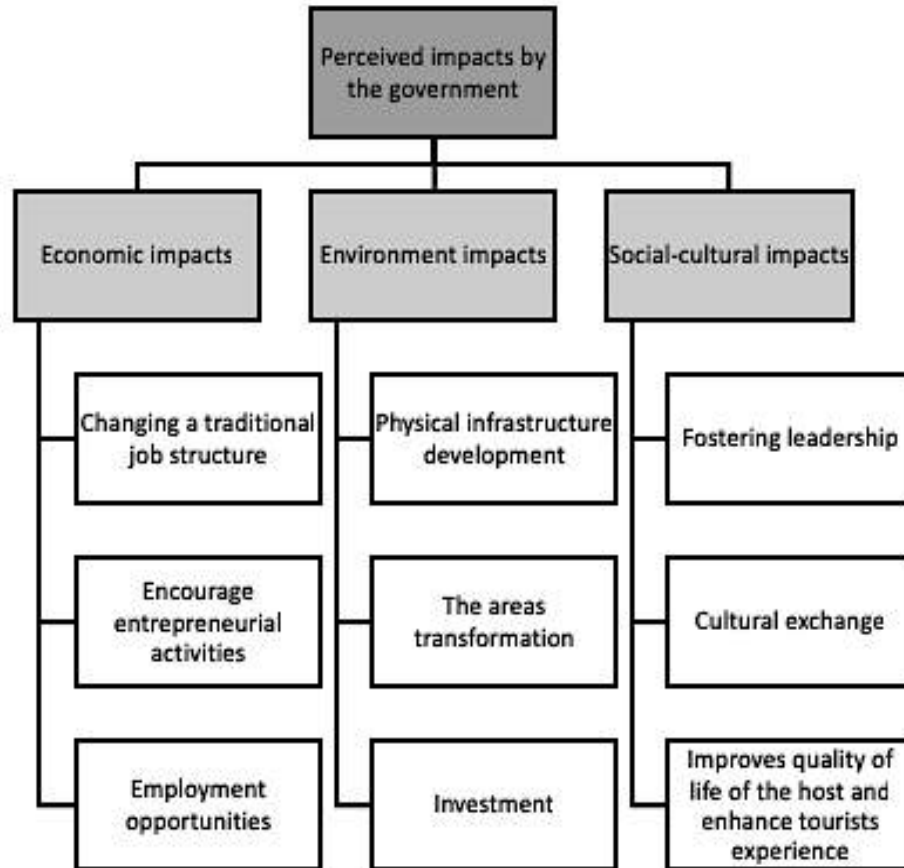 Perceived impacts by
the government
Economic impacts
Environment impacts
Social-cultural impacts
Changing a traditional
job structure
Physical infrastructure
development
Fostering leadership
Encourage
entrepreneurial
activities
The areas
transformation
Cultural exchange
Employment
opportunities
Investment
Improves quality of
life of the host and
enhance tourists
experience